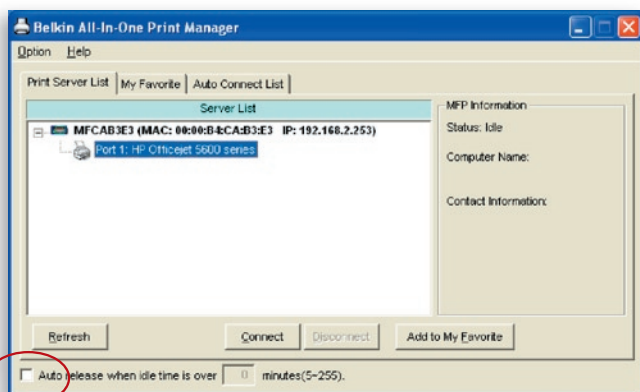 Belkin All-In-One Print Manager
Option Help
Print Server List My Favorite Auto Connect List
Server List
MFCAB3E3 (MAC: 00:00:B4:CA:B3:E3 IP: 192.168.2.253)
Port 1: HP Officejet 5600 series
MFP Information
Status: Idle
Computer Name:
Contact Information:
Refresh Connect Disconnect Add to My Favorite
Auto release when idle time is over 0 minutes(5~255).